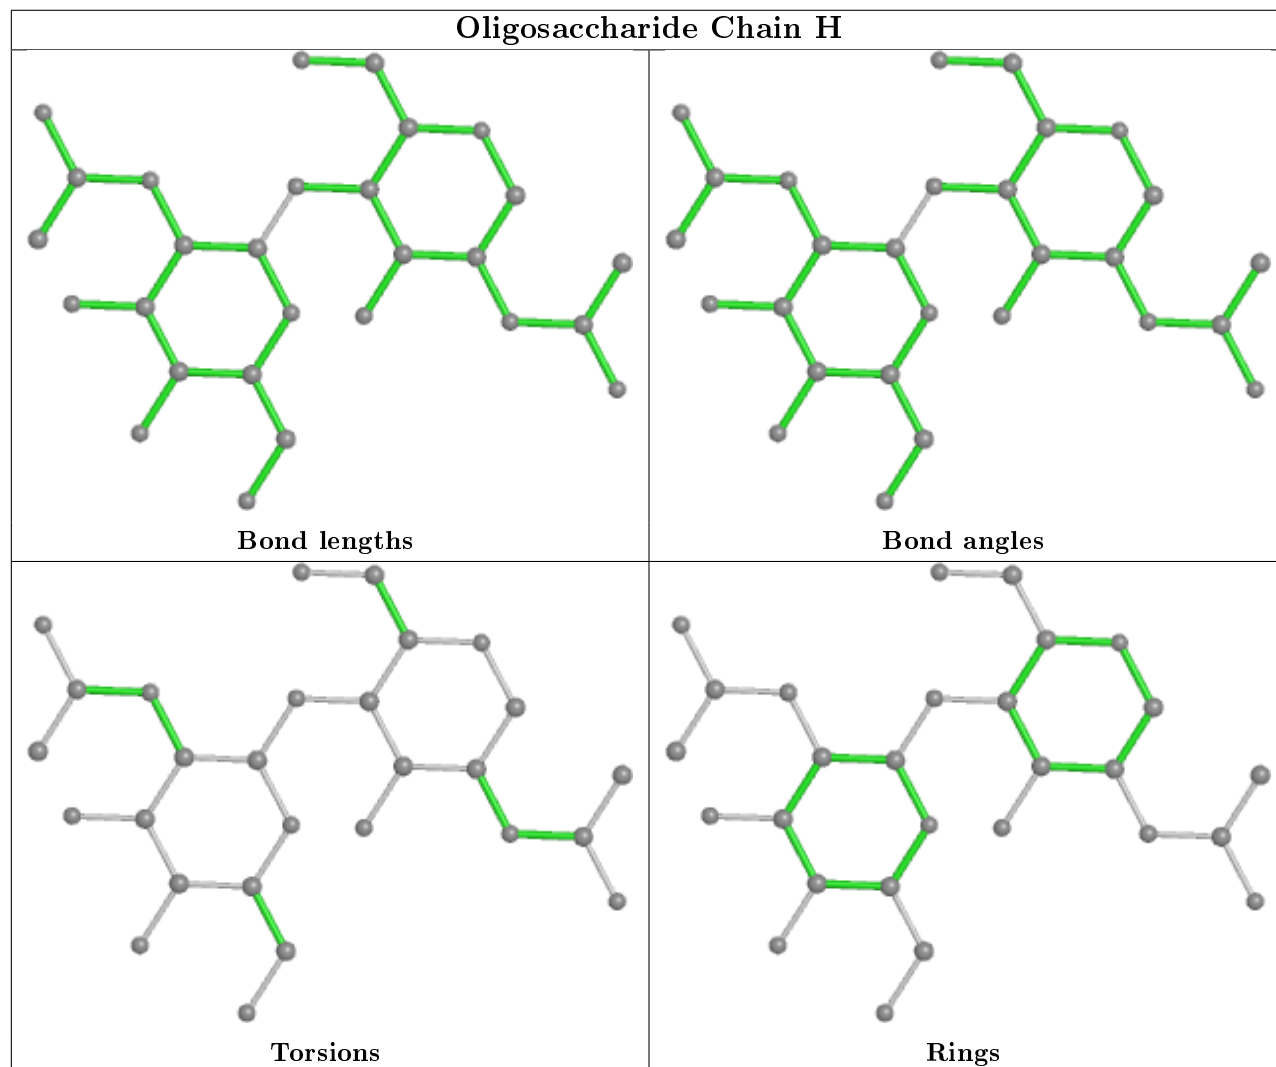 Oligosaccharide Chain H
Bond lengths
Bond angles
Torsions
Rings